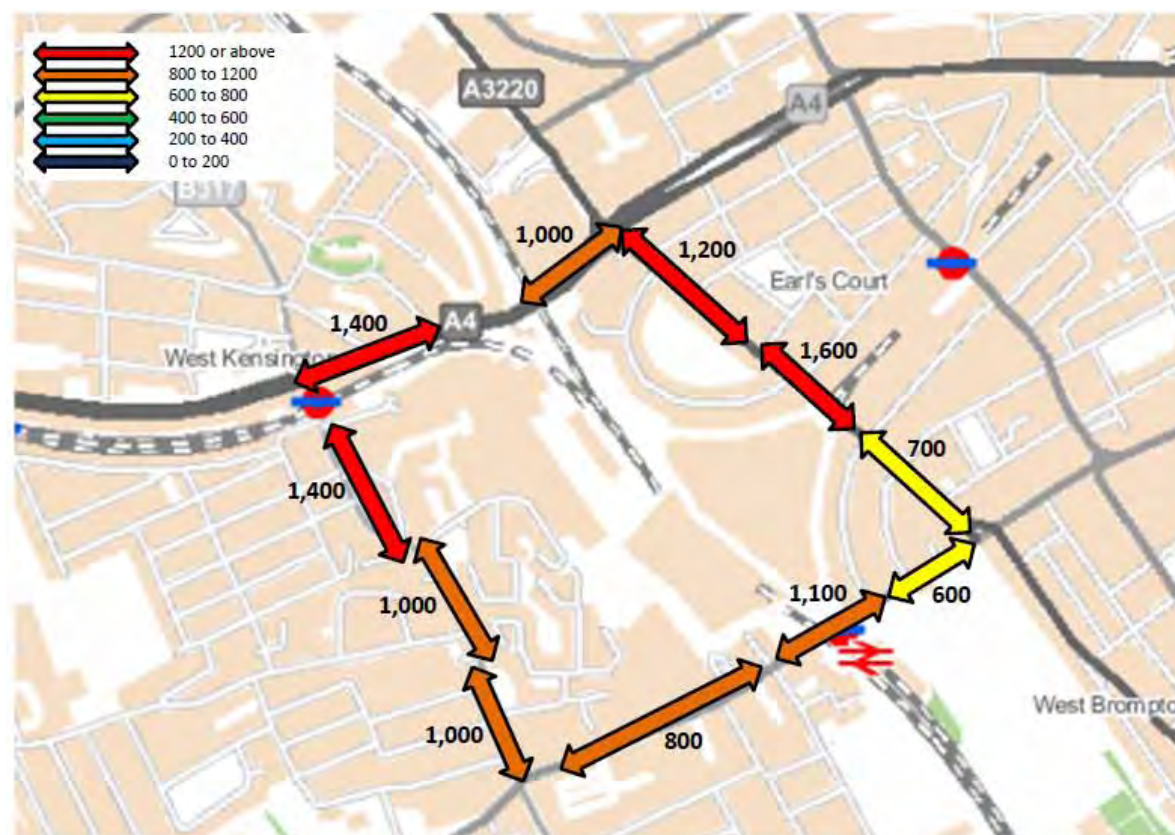 1200 or above
800 to 1200
600 to 800
400 to 600
200 to 400
0 to 200
A3220
A4
B317
1,000
1,200
Earl's Court
1,400
A4
West Kensington
1,600
700
1,400
1,100
600
1,000
West Brompto
1,000
800